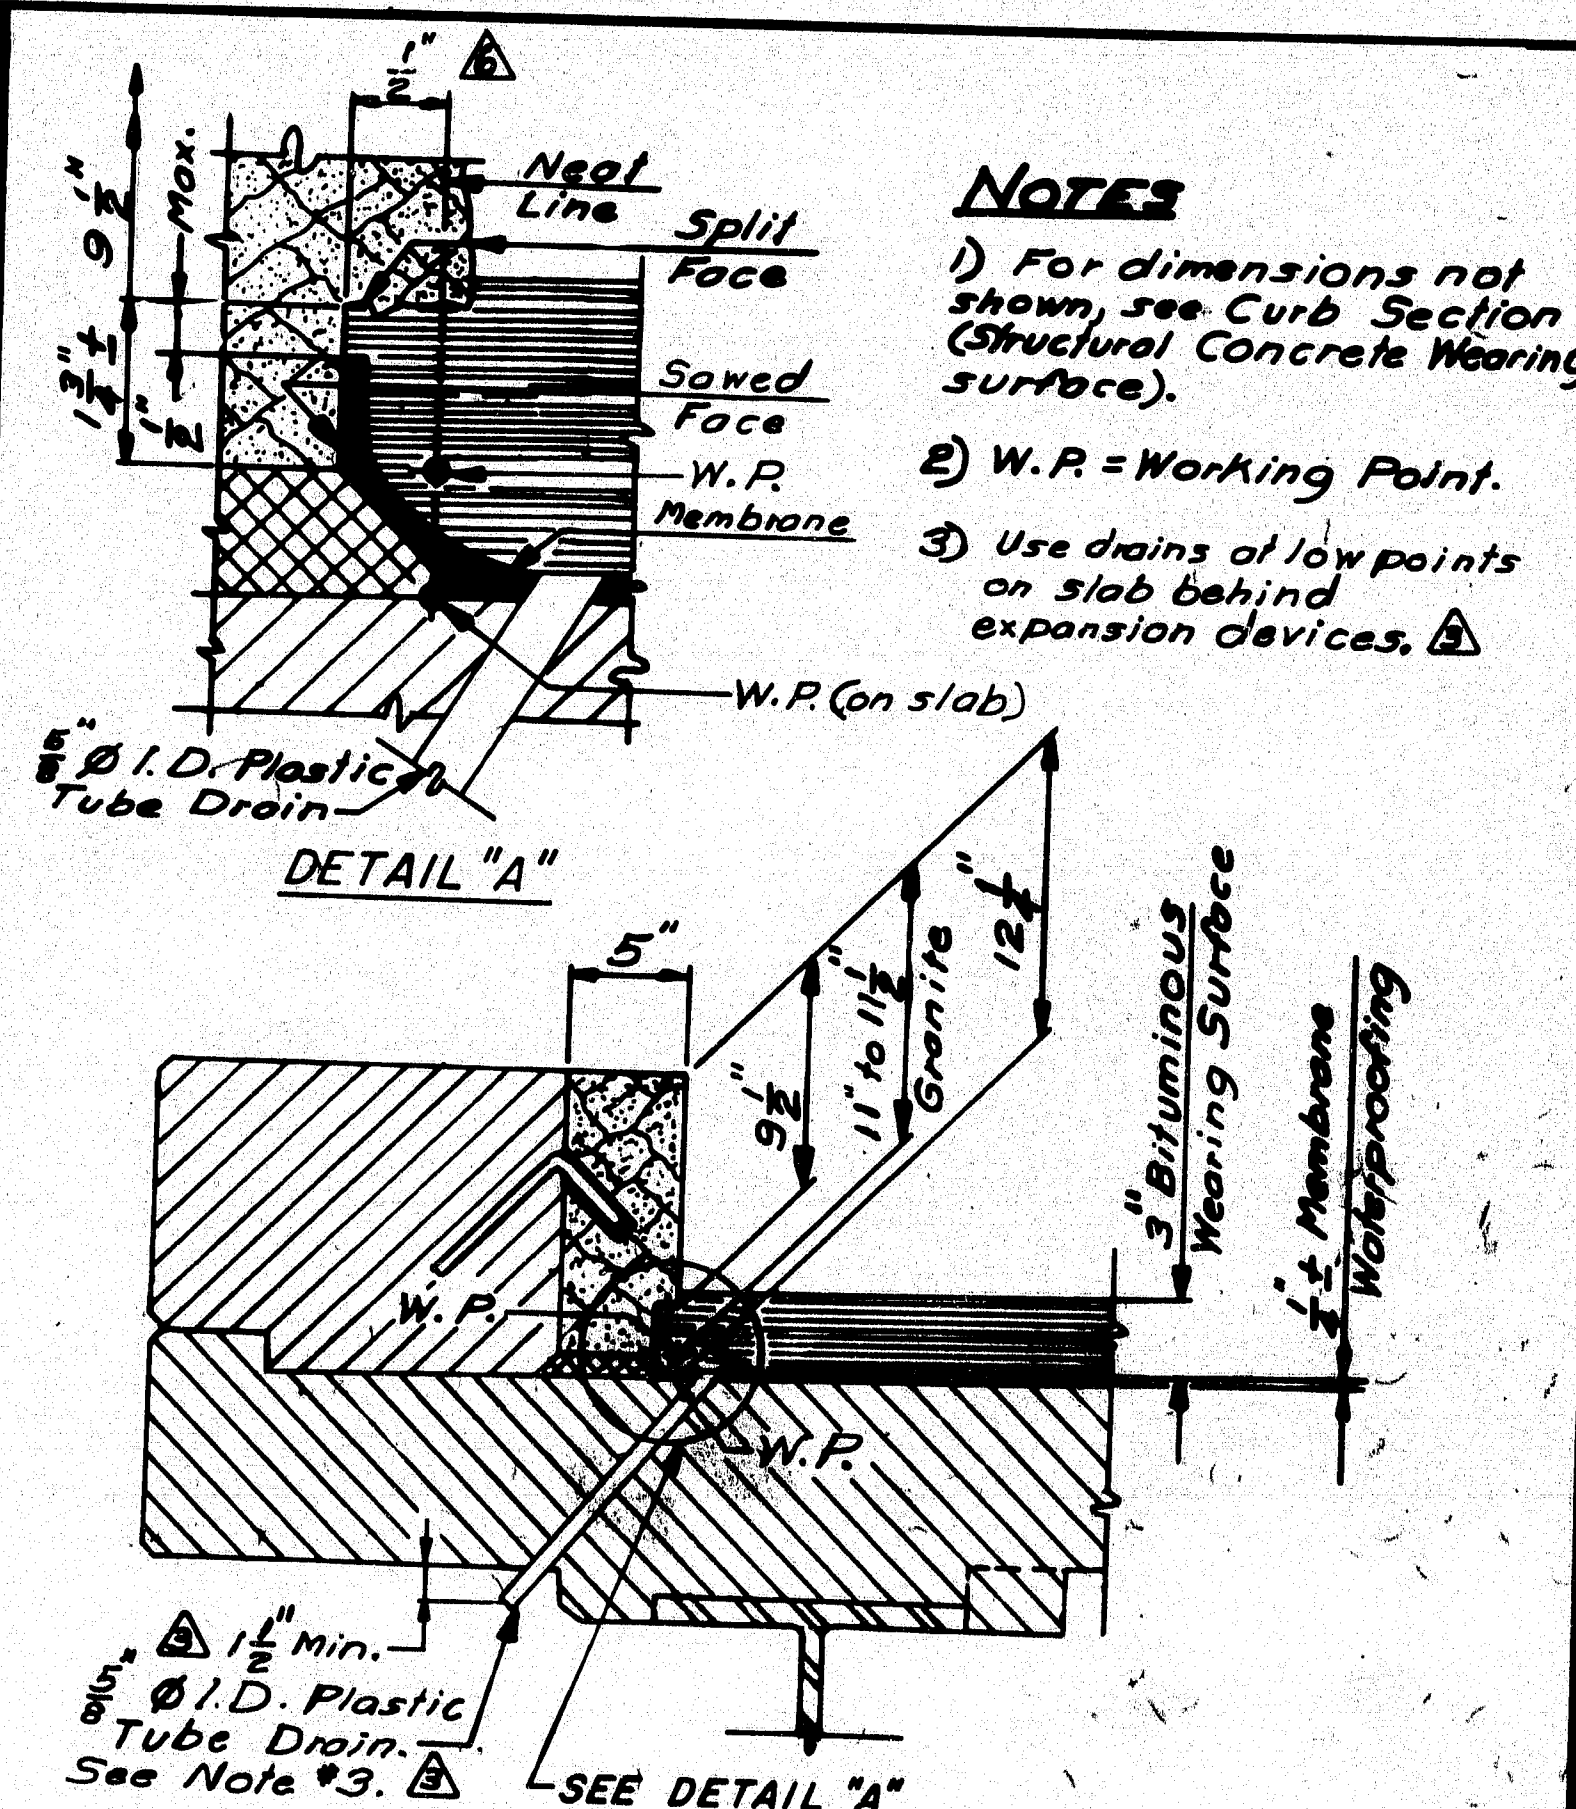 1/2" 6
Neat
Line
Split
Face
9 1/2"
Max.
1 3/4" ±
1/2"
Sawed
Face
W.P.
Membrane
W.P. (on slab)
5/8" Ø I.D. Plastic
Tube Drain
DETAIL "A"
NOTES
1) For dimensions not
shown, see Curb Section
(Structural Concrete Wearing
surface).
2) W.P. = Working Point.
3) Use drains at low points
on slab behind
expansion devices. 3
5"
9 1/2"
11" to 11 1/2"
Granite
12 1/4"
3" Bituminous
Wearing Surface
1/2" ± Membrane
Waterproofing
W.P.
W.P.
3 1 1/2" Min.
5/8" Ø I.D. Plastic
Tube Drain.
See Note #3. 3
SEE DETAIL "A"